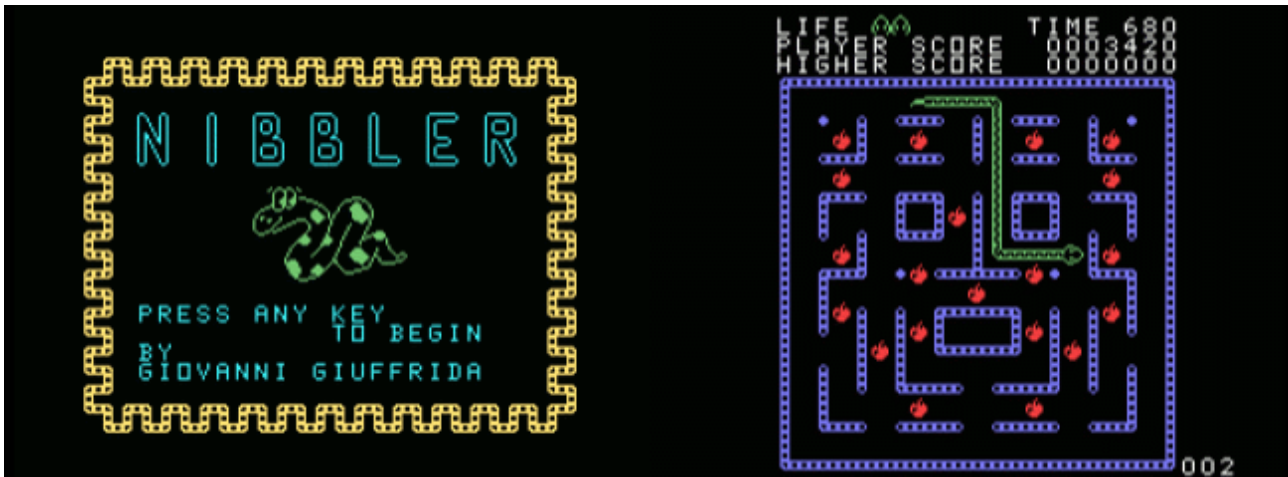 NIBBLER
PRESS ANY KEY
TO BEGIN
BY
GIOVANNI GIUFFRIDA
LIFE TIME 680
PLAYER SCORE 0003420
HIGHER SCORE 0000000
002